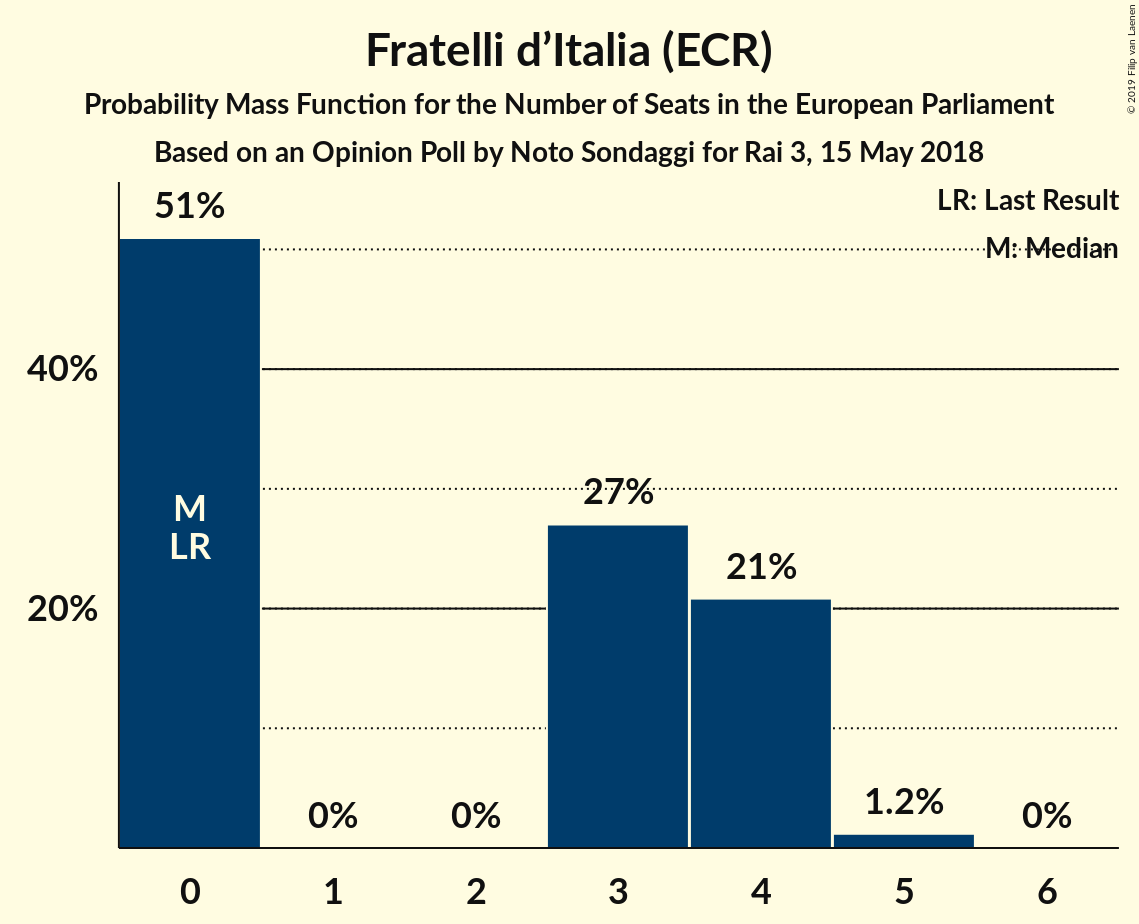 Fratelli d’Italia (ECR)
Probability Mass Function for the Number of Seats in the European Parliament
Based on an Opinion Poll by Noto Sondaggi for Rai 3, 15 May 2018
© 2019 Filip van Laenen
LR: Last Result
M: Median
51%
40%
M
LR
27%
21%
20%
1.2%
0%
0%
0%
0 1 2 3 4 5 6